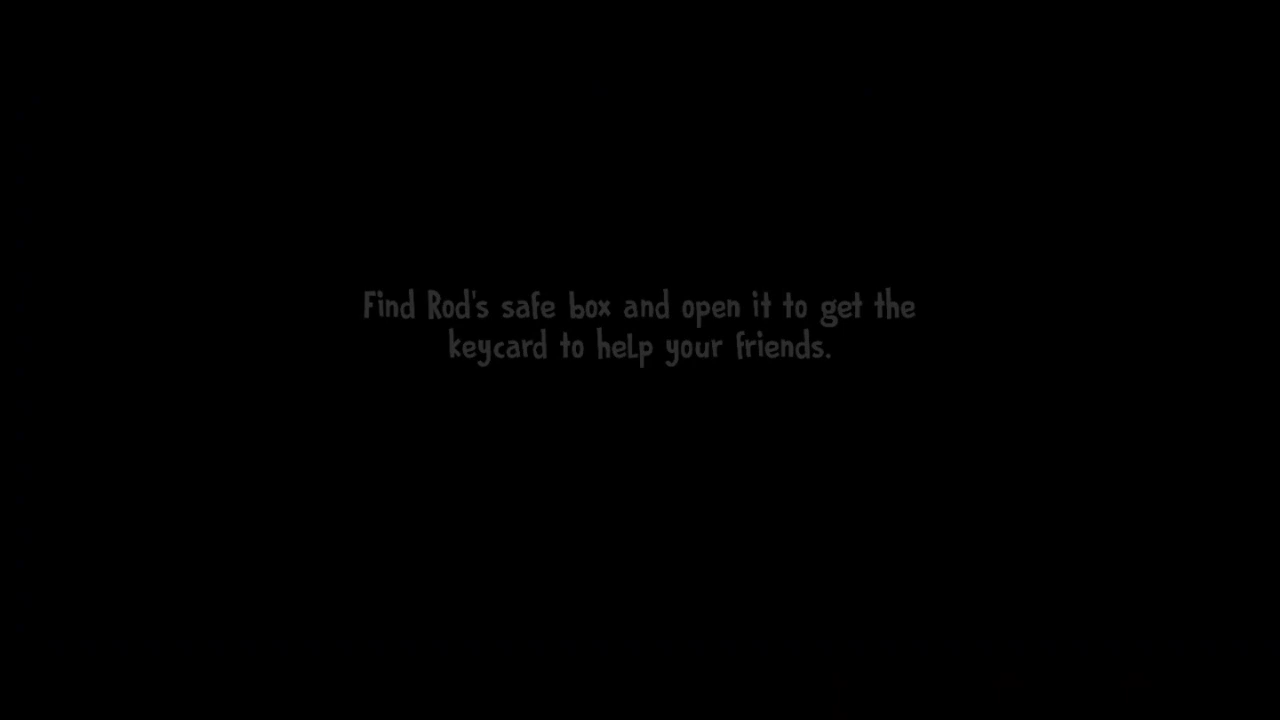 Find Rod's safe box and open it to get the
keycard to help your friends.